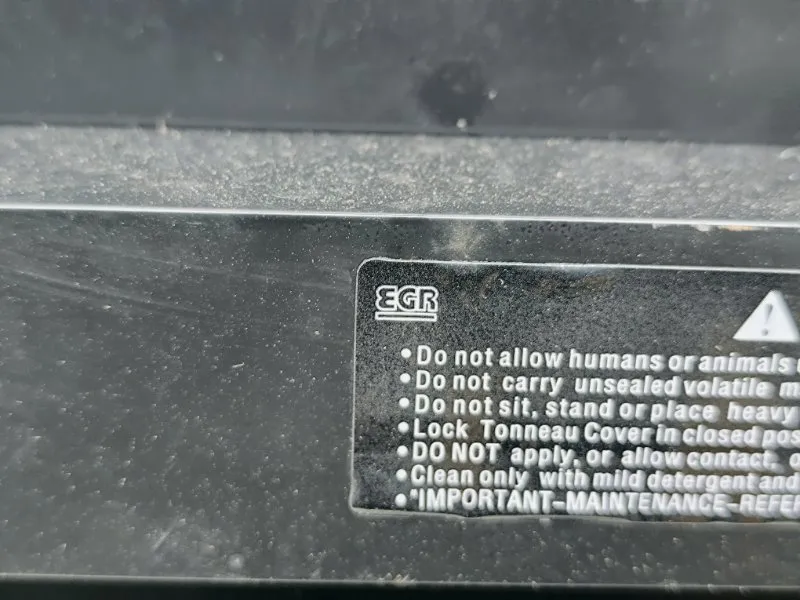 EGR
•Do not allow humans or animals
•Do not carry unsealed volatile
•Do not sit, stand or place heavy
•Lock Tonneau Cover in closed pos
•DO NOT apply, or allow contact,
•Clean only with mild detergent and
•"IMPORTANT-MAINTENANCE-REFER